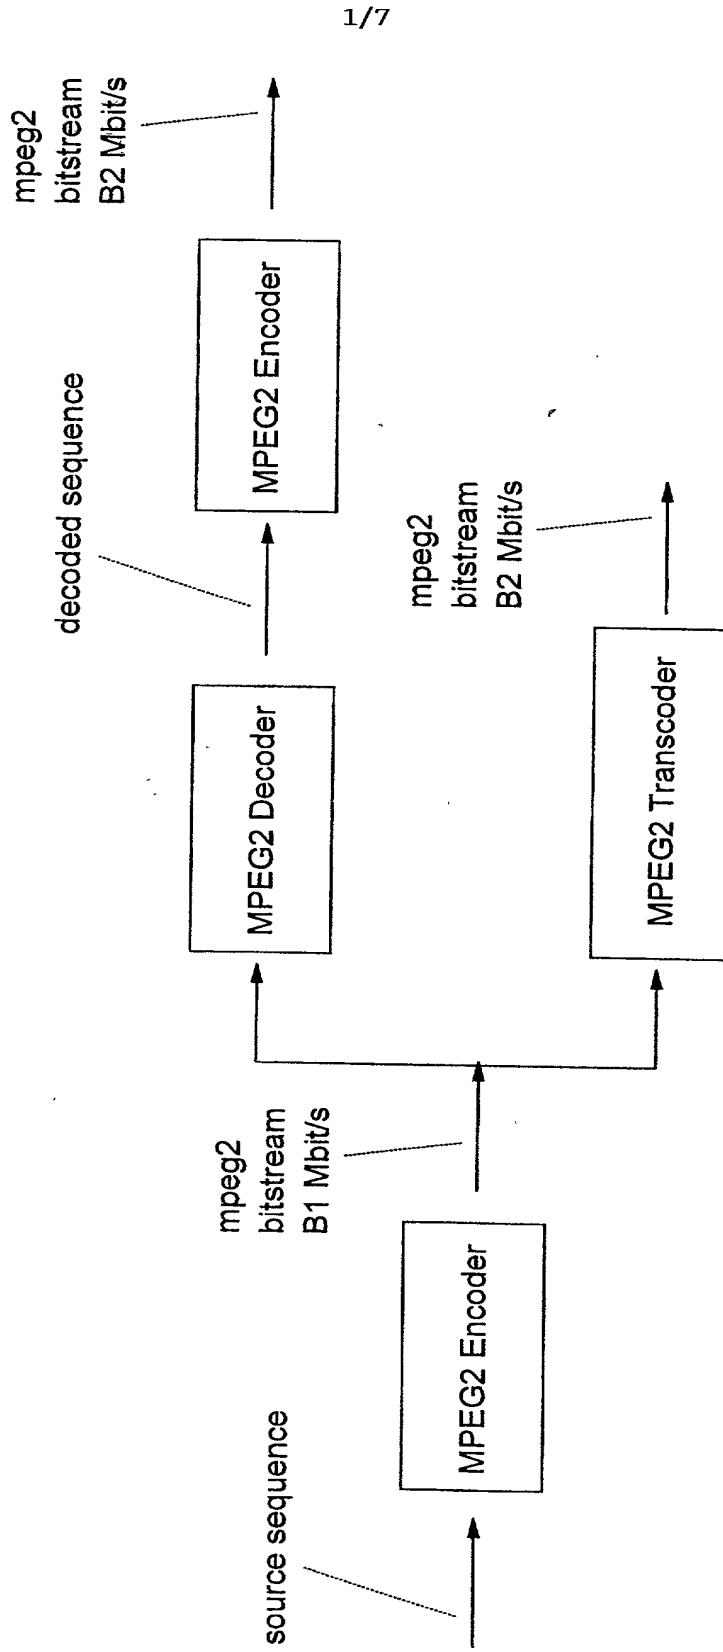 1/7
source sequence
MPEG2 Encoder
mpeg2
bitstream
B1 Mbit/s
MPEG2 Decoder
decoded sequence
MPEG2 Encoder
mpeg2
bitstream
B2 Mbit/s
MPEG2 Transcoder
mpeg2
bitstream
B2 Mbit/s